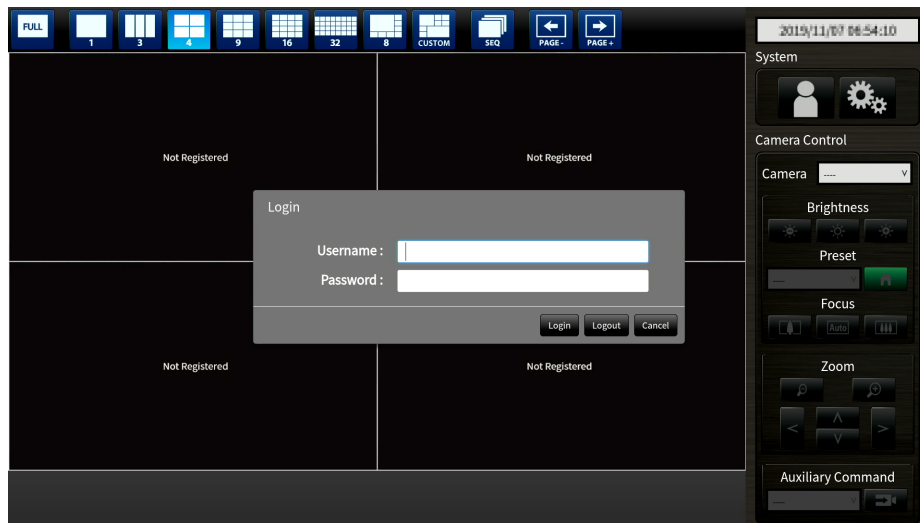 FULL
1
3
4
9
16
32
8
CUSTOM
SEQ
PAGE -
PAGE +
2019/11/07 06:54:10
System
Camera Control
Camera ---- v
Brightness
Preset
---- v
Focus
Auto
Zoom
Auxiliary Command
---- v
Not Registered
Not Registered
Login
Username :
Password :
Login Logout Cancel
Not Registered
Not Registered